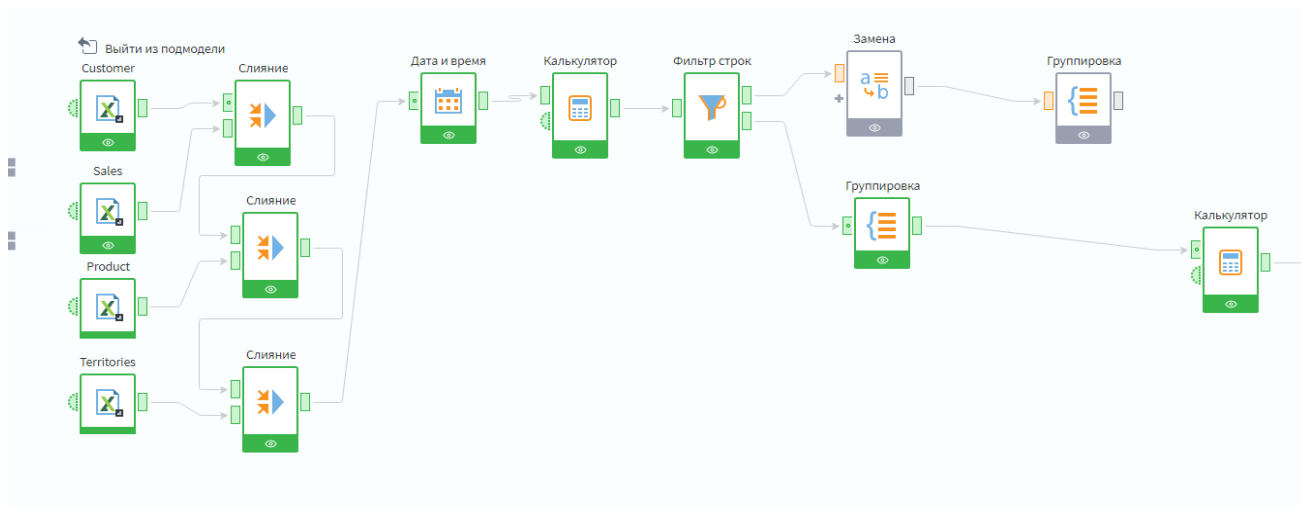 Выйти из подмодели
Customer
Слияние
Дата и время
Калькулятор
Фильтр строк
Замена
Группировка
Sales
Слияние
Группировка
Калькулятор
Product
Territories
Слияние